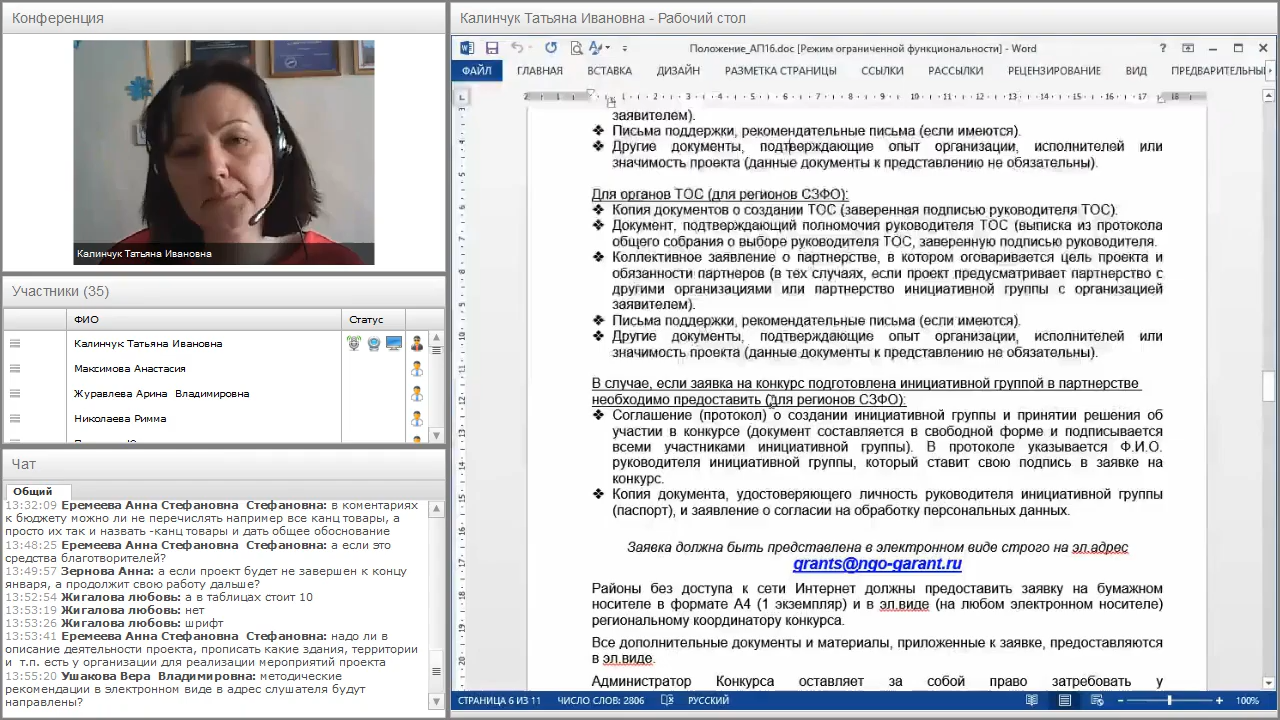 Конференция
Калинчук Татьяна Ивановна
Участники (35)
ФИО Статус
Калинчук Татьяна Ивановна
Максимова Анастасия
Журавлева Арина Владимировна
Николаева Римма
Чат
Общий
13:32:09 Еремеева Анна Стефановна Стефановна: в коментариях
к бюджету можно ли не перечислять например все канц товары, а
просто их так и назвать -канц товары и дать общее обоснование
13:48:25 Еремеева Анна Стефановна Стефановна: а если это
средства благотворителей?
13:49:57 Зернова Анна: а если проект будет не завершен к концу
января, а продолжит свою работу дальше?
13:52:54 Жигалова любовь: а в таблицах стоит 10
13:53:19 Жигалова любовь: нет
13:53:26 Жигалова любовь: шрифт
13:53:41 Еремеева Анна Стефановна Стефановна: надо ли в
описание деятельности проекта, прописать какие здания, территории
и есть у организации для реализации мероприятий проекта
Ушакова Вера Владимировна: методические
рекомендации в электронном виде в адрес слушателя будут
направлены?
Калинчук Татьяна Ивановна - Рабочий стол
Положение_АП16.doc [Режим ограниченной функциональности] - Word
ФАЙЛ ГЛАВНАЯ ВСТАВКА ДИЗАЙН РАЗМЕТКА СТРАНИЦЫ ССЫЛКИ РАССЫЛКИ РЕЦЕНЗИРОВАНИЕ ВИД ПРЕДВАРИТЕЛЬНЫ
2 1 1 2 3 4 5 6 7 8 9 10 11 12 13 14 15 16 17 18
заявителем).
❖ Письма поддержки, рекомендательные письма (если имеются).
❖ Другие документы, подтверждающие опыт организации, исполнителей или
значимость проекта (данные документы к представлению не обязательны).
Для органов ТОС (для регионов СЗФО):
❖ Копия документов о создании ТОС (заверенная подписью руководителя ТОС).
❖ Документ, подтверждающий полномочия руководителя ТОС (выписка из протокола
общего собрания о выборе руководителя ТОС, заверенную подписью руководителя.
❖ Коллективное заявление о партнерстве, в котором оговаривается цель проекта и
обязанности партнеров (в тех случаях, если проект предусматривает партнерство с
другими организациями или партнерство инициативной группы с организацией
заявителем).
❖ Письма поддержки, рекомендательные письма (если имеются).
❖ Другие документы, подтверждающие опыт организации, исполнителей или
значимость проекта (данные документы к представлению не обязательны).
В случае, если заявка на конкурс подготовлена инициативной группой в партнерстве
необходимо предоставить (для регионов СЗФО):
❖ Соглашение (протокол) о создании инициативной группы и принятии решения об
участии в конкурсе (документ составляется в свободной форме и подписывается
всеми участниками инициативной группы). В протоколе указывается Ф.И.О.
руководителя инициативной группы, который ставит свою подпись в заявке на
конкурс.
❖ Копия документа, удостоверяющего личность руководителя инициативной группы
(паспорт), и заявление о согласии на обработку персональных данных.
Заявка должна быть представлена в электронном виде строго на эл.адрес
grants@ngo-garant.ru
Районы без доступа к сети Интернет должны предоставить заявку на бумажном
носителе в формате А4 (1 экземпляр) и в эл.виде (на любом электронном носителе)
региональному координатору конкурса.
Все дополнительные документы и материалы, приложенные к заявке, предоставляются
в эл.виде.
Администратор Конкурса оставляет за собой право затребовать у
СТРАНИЦА 6 ИЗ 11 ЧИСЛО СЛОВ: 2806 РУССКИЙ 100%